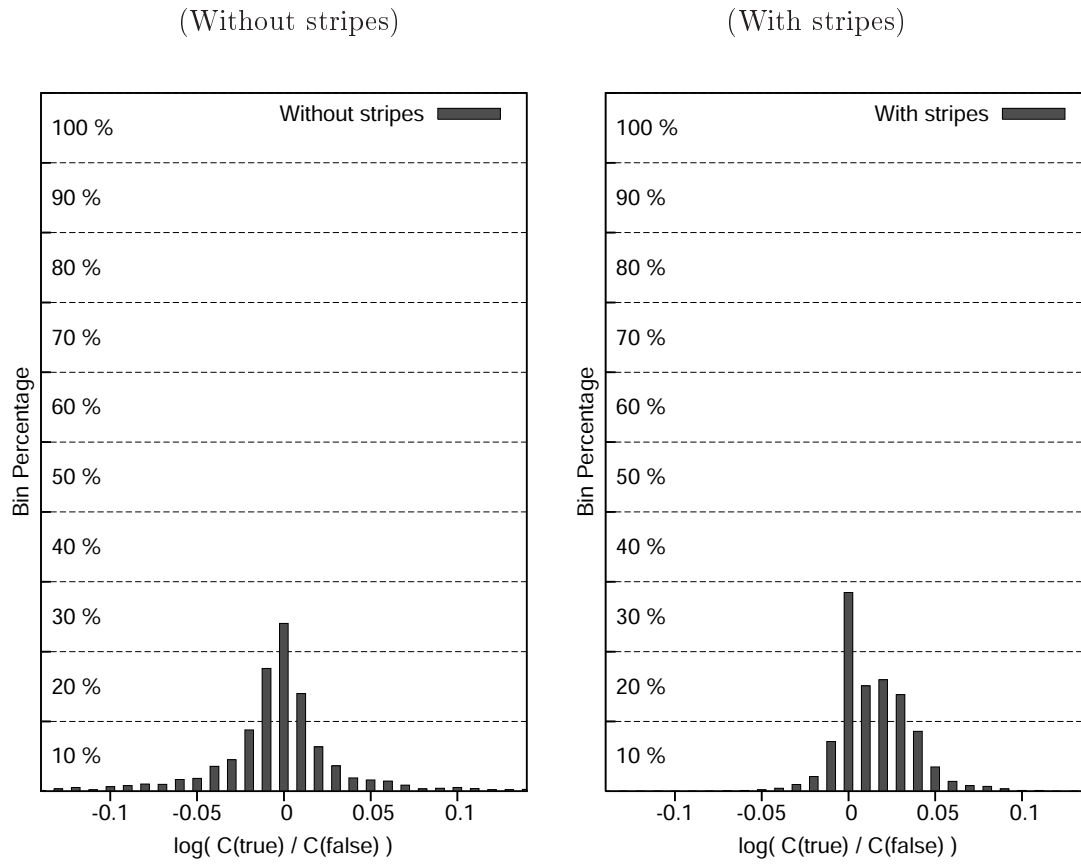 (Without stripes)
Without stripes
100 %
90 %
80 %
70 %
60 %
50 %
40 %
30 %
20 %
10 %
Bin Percentage
-0.1 -0.05 0 0.05 0.1
log( C(true) / C(false) )
(With stripes)
With stripes
100 %
90 %
80 %
70 %
60 %
50 %
40 %
30 %
20 %
10 %
Bin Percentage
-0.1 -0.05 0 0.05 0.1
log( C(true) / C(false) )